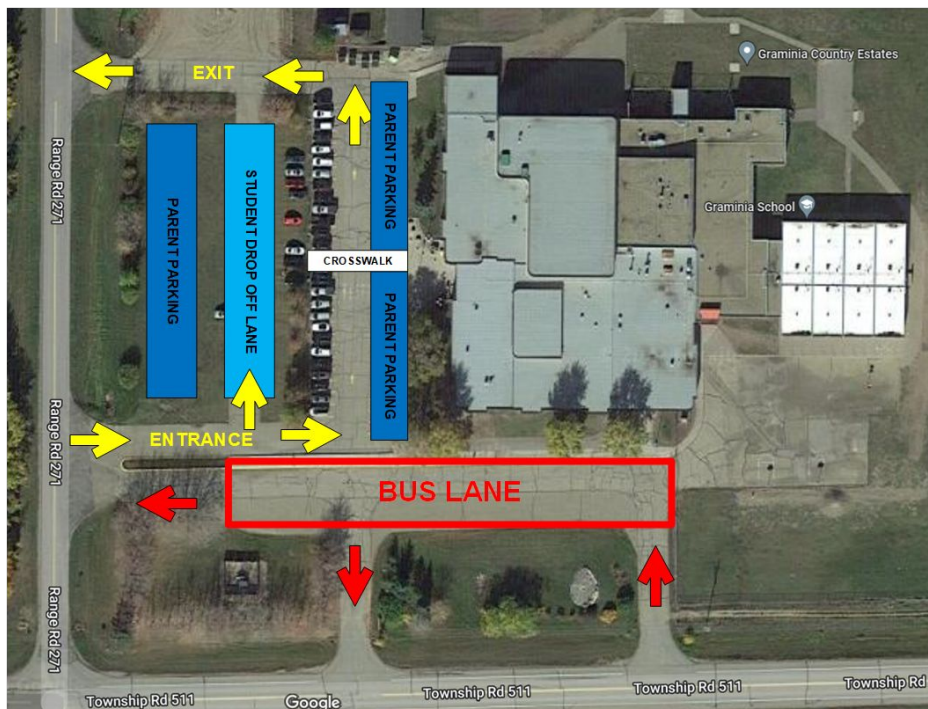 Graminia Country Estates
EXIT
Range Rd 271
PARENT PARKING
STUDENT DROP OFF LANE
PARENT PARKING
Graminia School
CROSSWALK
PARENT PARKING
Range Rd 271
ENTRANCE
BUS LANE
Range Rd 271
Township Rd 511
Google
Township Rd 511
Township Rd 511
Township Rd